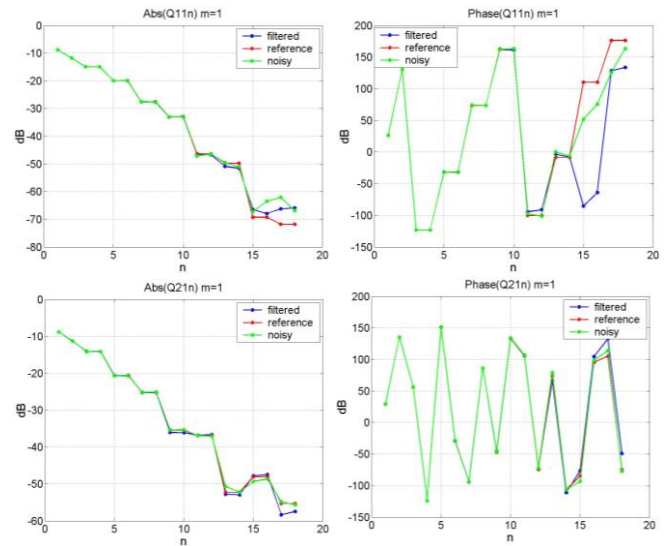 Abs(Q11n) m=1
dB
0
-10
-20
-30
-40
-50
-60
-70
-80
0
5
10
15
20
n
filtered
reference
noisy
Phase(Q11n) m=1
dB
200
150
100
50
0
-50
-100
-150
0
5
10
15
20
n
filtered
reference
noisy
Abs(Q21n) m=1
dB
0
-10
-20
-30
-40
-50
-60
0
5
10
15
20
n
filtered
reference
noisy
Phase(Q21n) m=1
dB
200
150
100
50
0
-50
-100
-150
0
5
10
15
20
n
filtered
reference
noisy